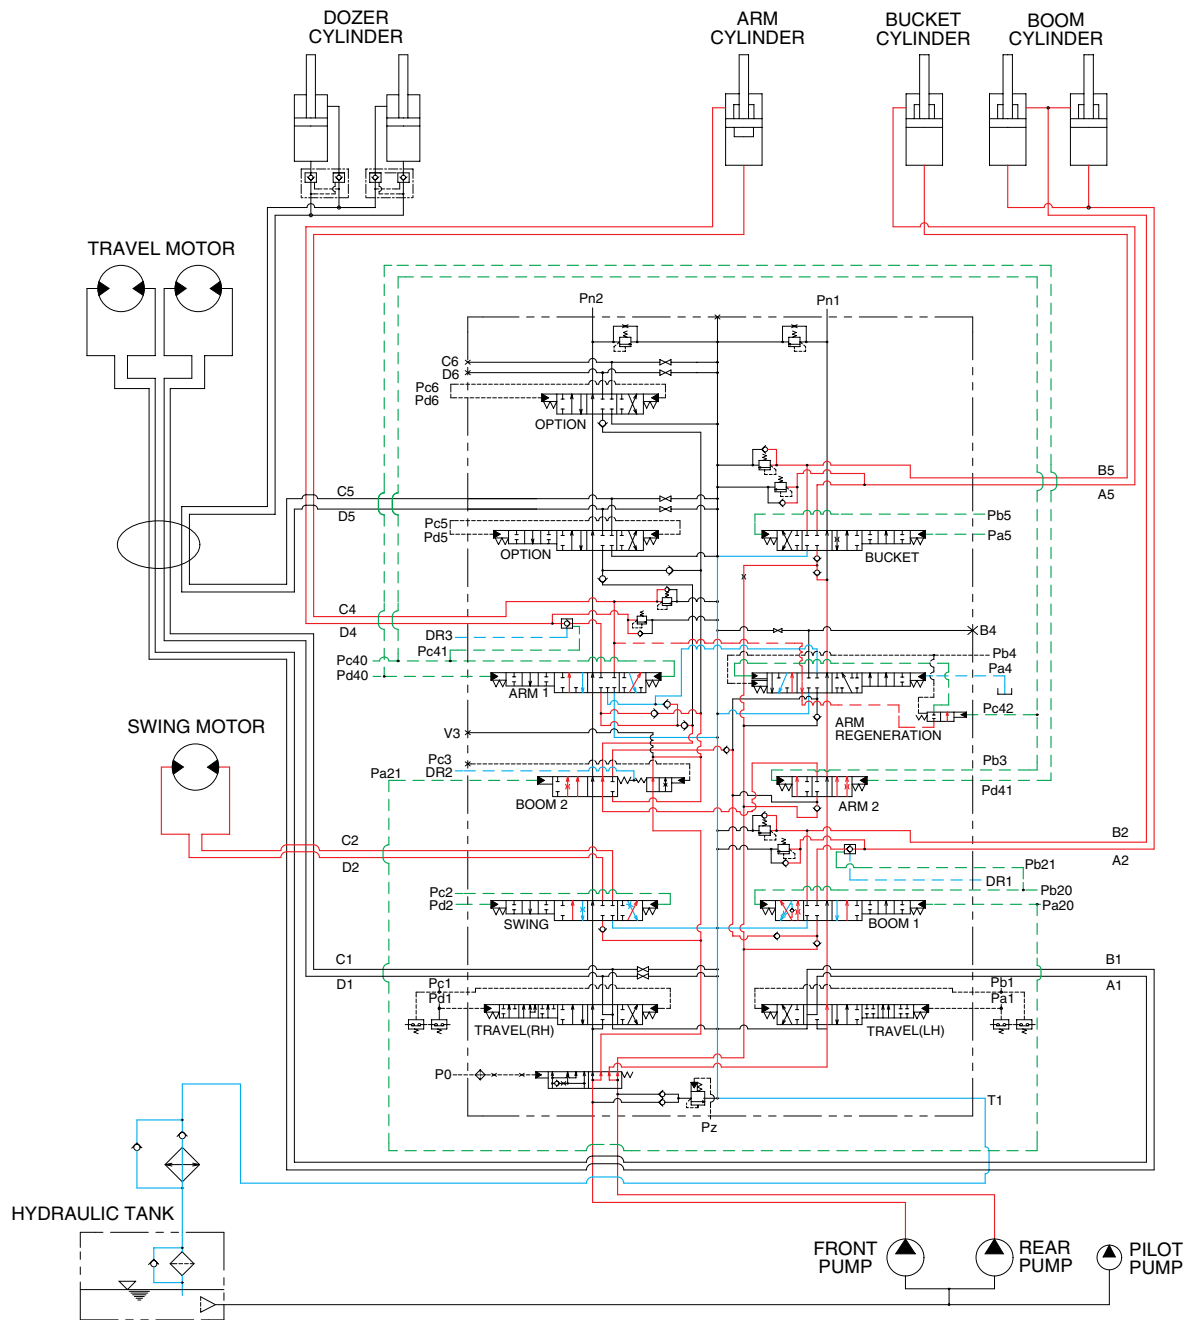 DOZER
CYLINDER
ARM
CYLINDER
BUCKET
CYLINDER
BOOM
CYLINDER
TRAVEL MOTOR
Pn2
Pn1
C6
D6
Pc6
Pd6
OPTION
B5
A5
C5
D5
Pc5
Pd5
OPTION
Pb5
Pa5
BUCKET
C4
D4
DR3
Pc41
Pc40
Pd40
ARM 1
B4
Pb4
Pa4
Pc42
ARM
REGENERATION
SWING MOTOR
V3
Pc3
DR2
Pa21
BOOM 2
Pb3
Pd41
ARM 2
B2
A2
C2
D2
Pb21
DR1
Pc2
Pd2
SWING
Pb20
Pa20
BOOM 1
C1
D1
B1
A1
Pc1
Pd1
TRAVEL(RH)
Pb1
Pa1
TRAVEL(LH)
P0
T1
Pz
HYDRAULIC TANK
FRONT
PUMP
REAR
PUMP
PILOT
PUMP